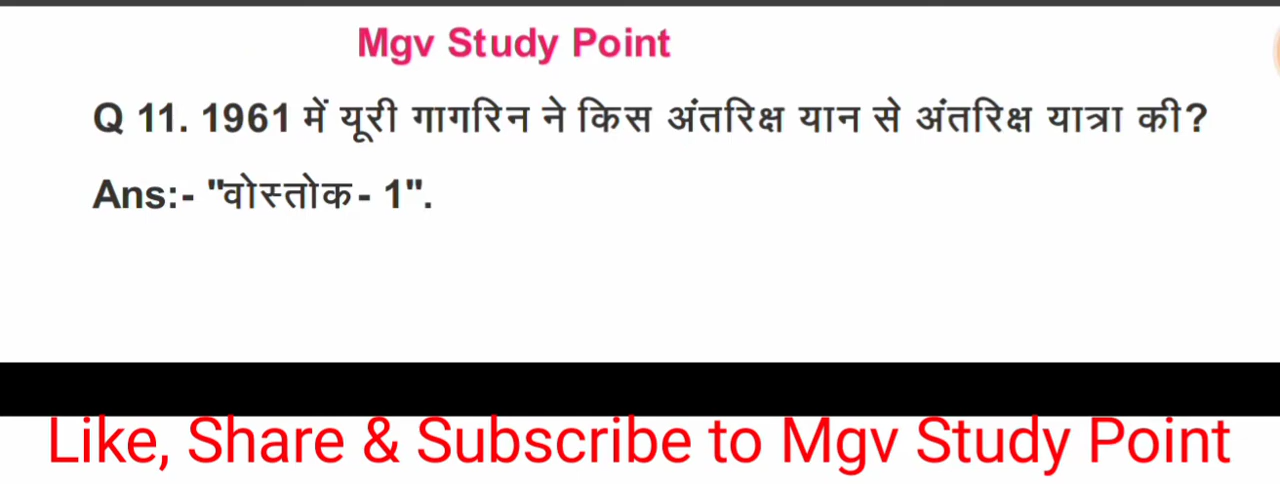 Mgv Study Point
Q 11. 1961 में यूरी गागरिन ने किस अंतरिक्ष यान से अंतरिक्ष यात्रा की?
Ans:- "वोस्तोक- 1".
Like, Share & Subscribe to Mgv Study Point